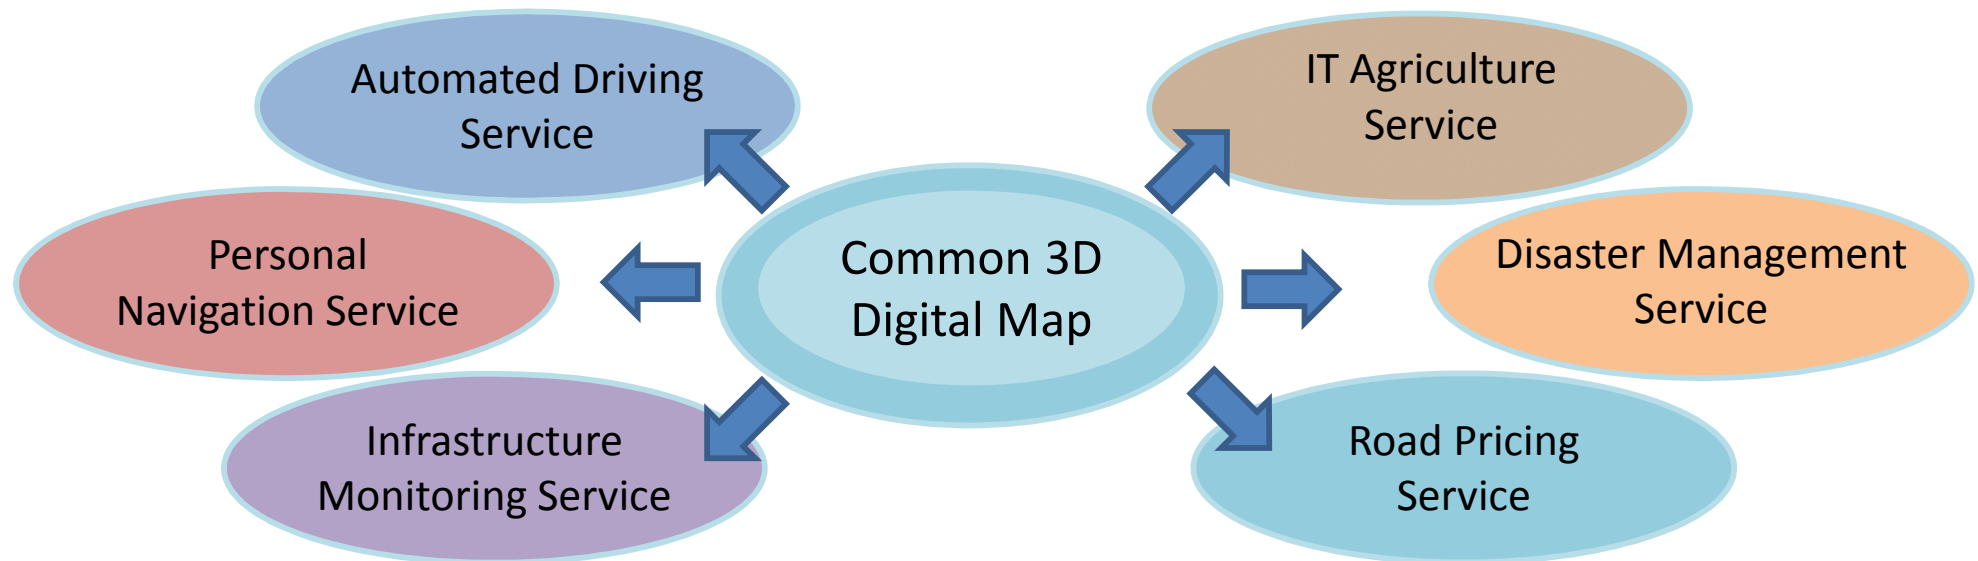 Automated Driving
Service
IT Agriculture
Service
Personal
Navigation Service
Common 3D
Digital Map
Disaster Management
Service
Infrastructure
Monitoring Service
Road Pricing
Service